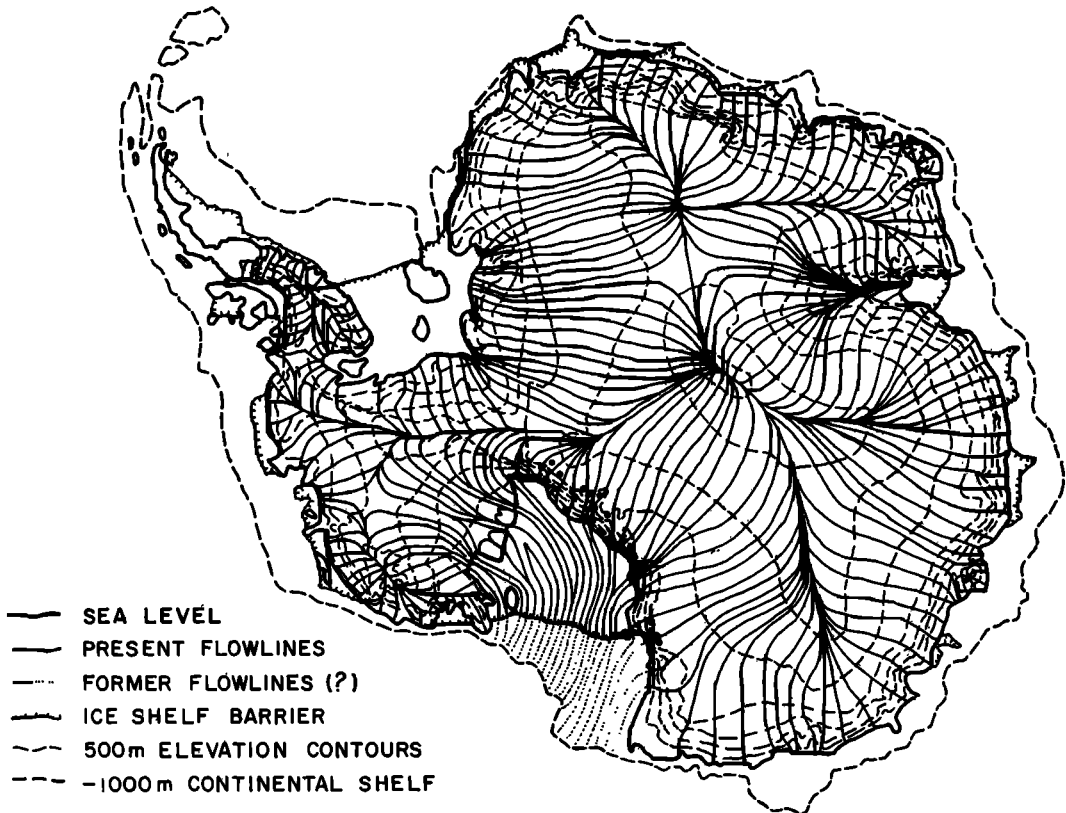 SEA LEVEL
PRESENT FLOWLINES
FORMER FLOWLINES (?)
ICE SHELF BARRIER
500m ELEVATION CONTOURS
-1000m CONTINENTAL SHELF